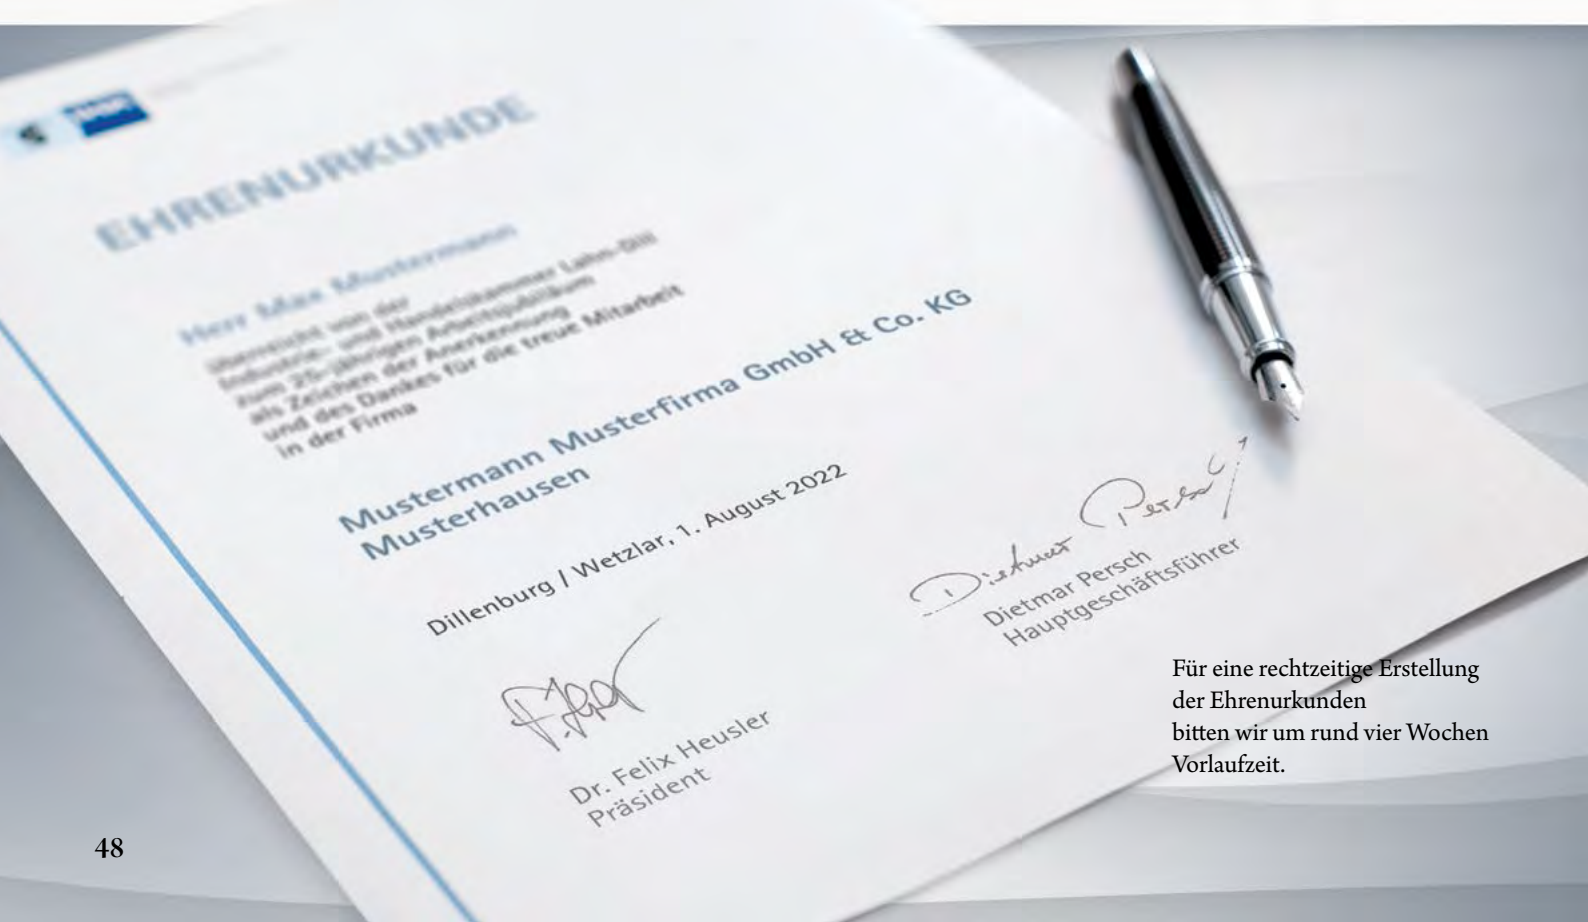 IHK
EHRENURKUNDE
Herr Max Mustermann
überreicht von der
Industrie- und Handelskammer Lahn-Dill
zum 25-jährigen Arbeitsjubiläum
als Zeichen der Anerkennung
und des Dankes für die treue Mitarbeit
in der Firma
Mustermann Musterfirma GmbH & Co. KG
Musterhausen
Dillenburg / Wetzlar, 1. August 2022
Dietmar Persch
Dietmar Persch
Hauptgeschäftsführer
Dr. Felix Heusler
Präsident
Für eine rechtzeitige Erstellung
der Ehrenurkunden
bitten wir um rund vier Wochen
Vorlaufzeit.
48